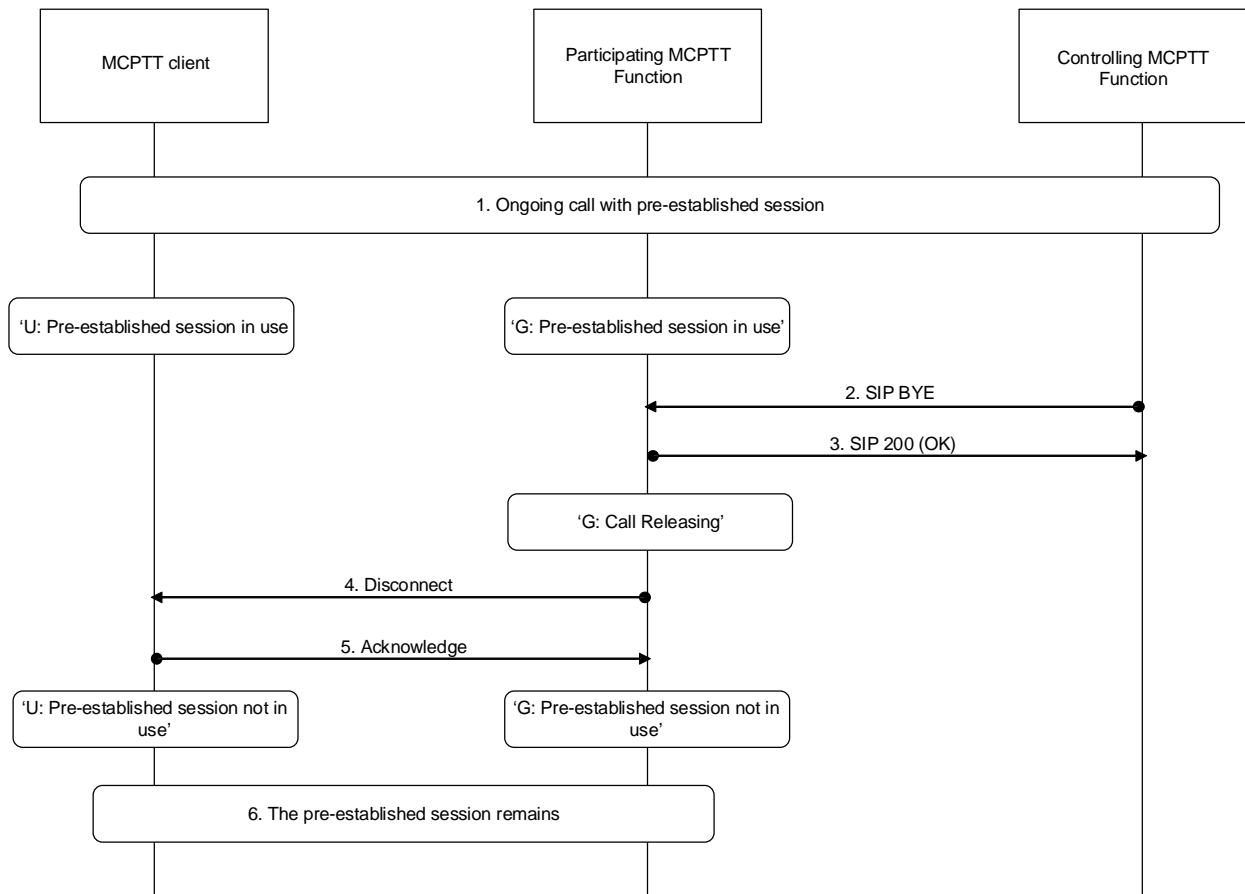 MCPTT client
Participating MCPTT
Function
Controlling MCPTT
Function
1. Ongoing call with pre-established session
‘U: Pre-established session in use
‘G: Pre-established session in use’
2. SIP BYE
3. SIP 200 (OK)
‘G: Call Releasing’
4. Disconnect
5. Acknowledge
‘U: Pre-established session not in
use’
‘G: Pre-established session not in
use’
6. The pre-established session remains